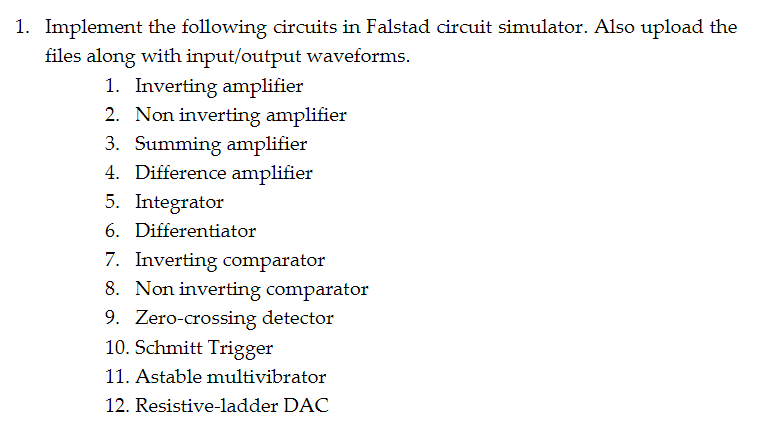 1. Implement the following circuits in Falstad circuit simulator. Also upload the
files along with input/output waveforms.
1. Inverting amplifier
2. Non inverting amplifier
3. Summing amplifier
4. Difference amplifier
5. Integrator
6. Differentiator
7. Inverting comparator
8. Non inverting comparator
9. Zero-crossing detector
10. Schmitt Trigger
11. Astable multivibrator
12. Resistive-ladder DAC